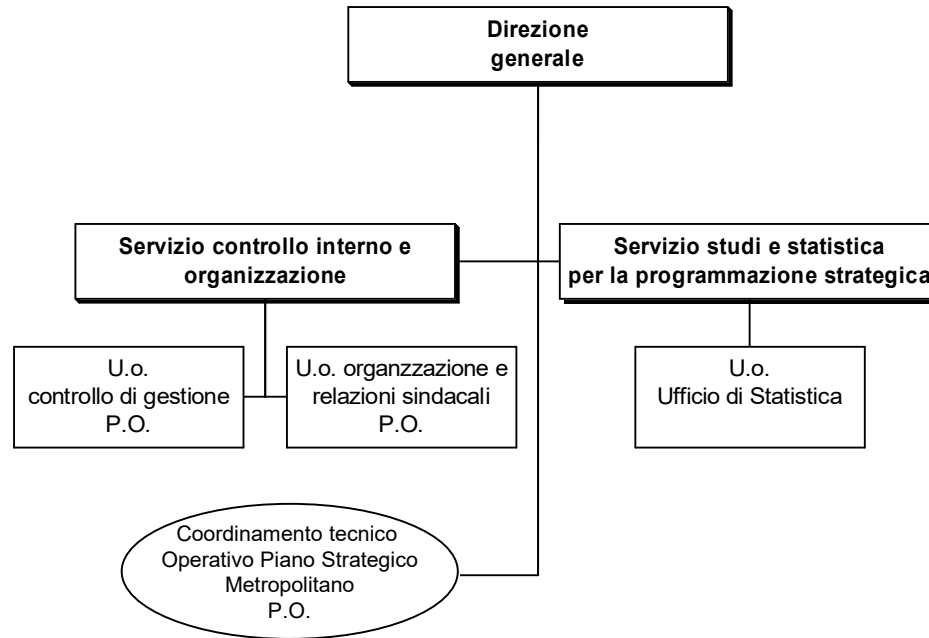 Direzione
generale
Servizio controllo interno e
organizzazione
Servizio studi e statistica
per la programmazione strategica
U.o.
controllo di gestione
P.O.
U.o. organzzazione e
relazioni sindacali
P.O.
U.o.
Ufficio di Statistica
Coordinamento tecnico
Operativo Piano Strategico
Metropolitano
P.O.